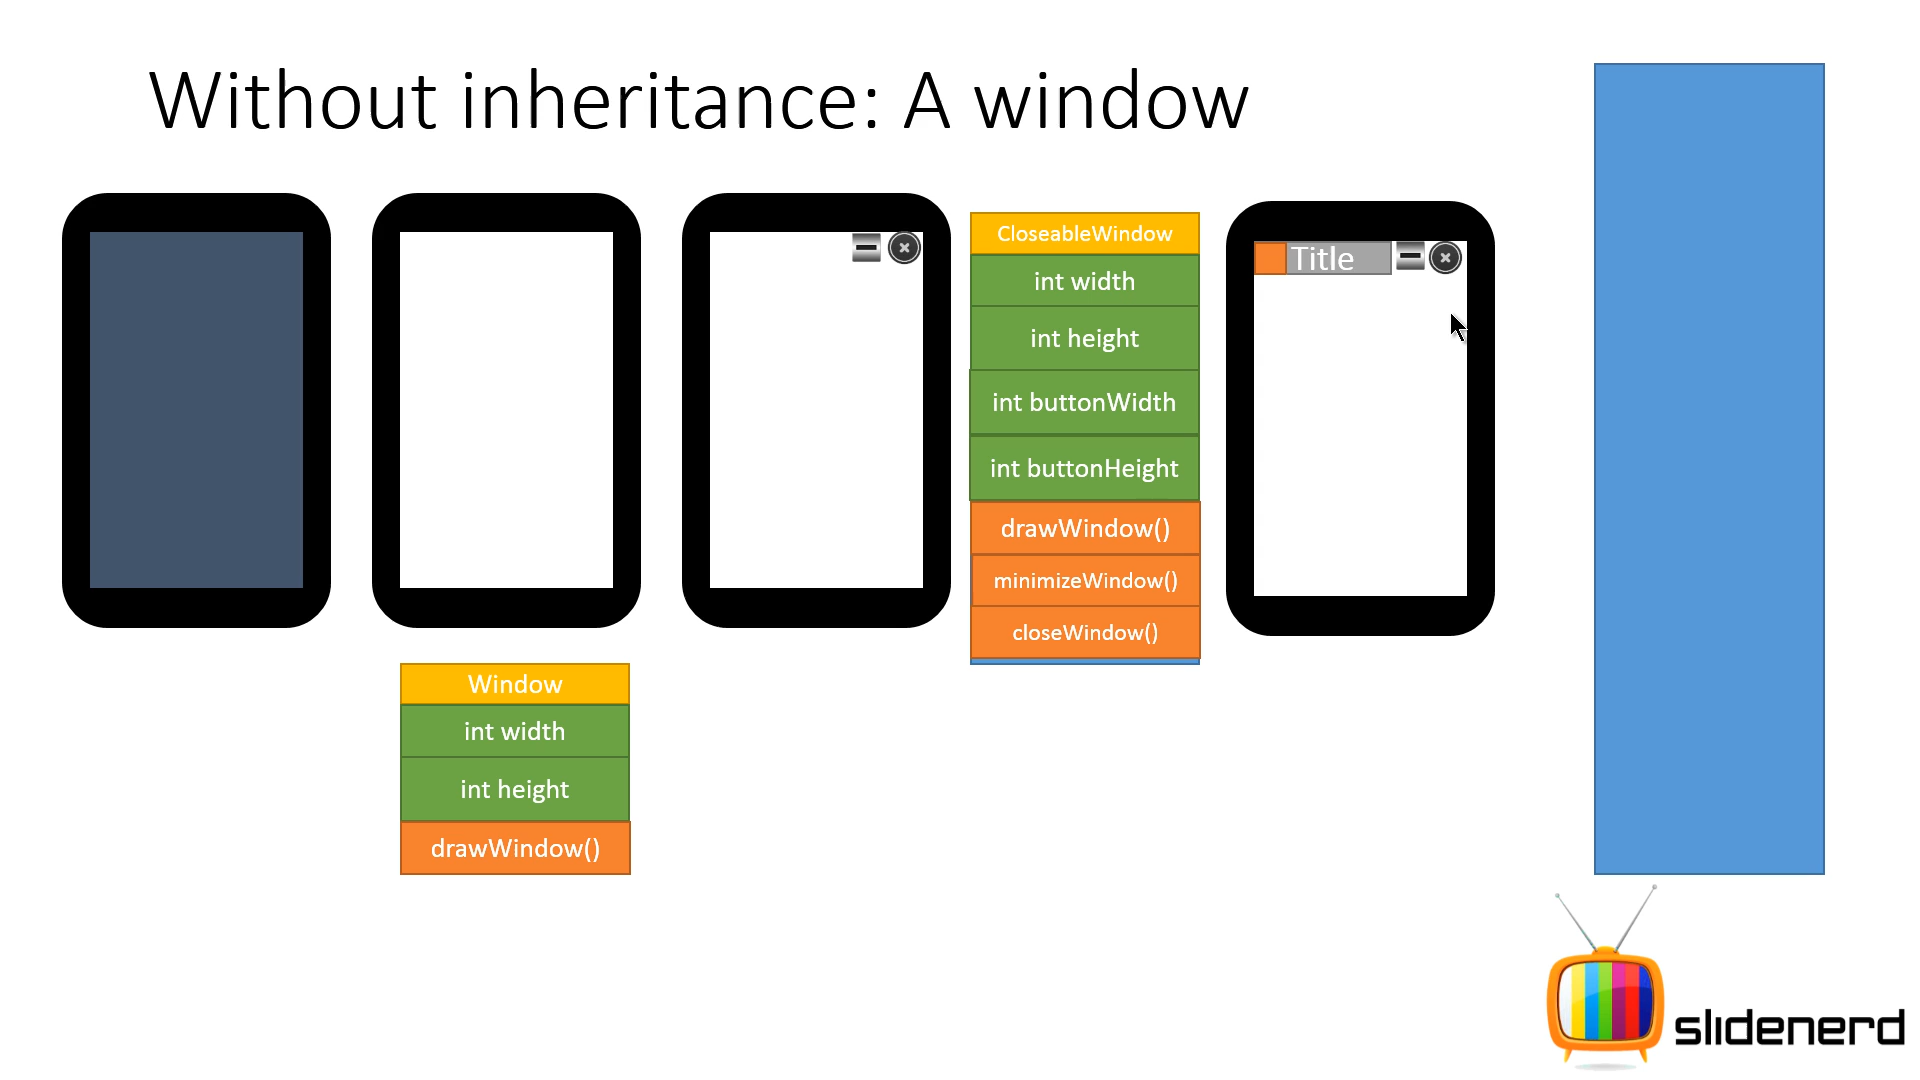 Without inheritance: A window
CloseableWindow
int width
int height
int buttonWidth
int buttonHeight
drawWindow()
minimizeWindow()
closeWindow()
Title
Window
int width
int height
drawWindow()
slidenerd